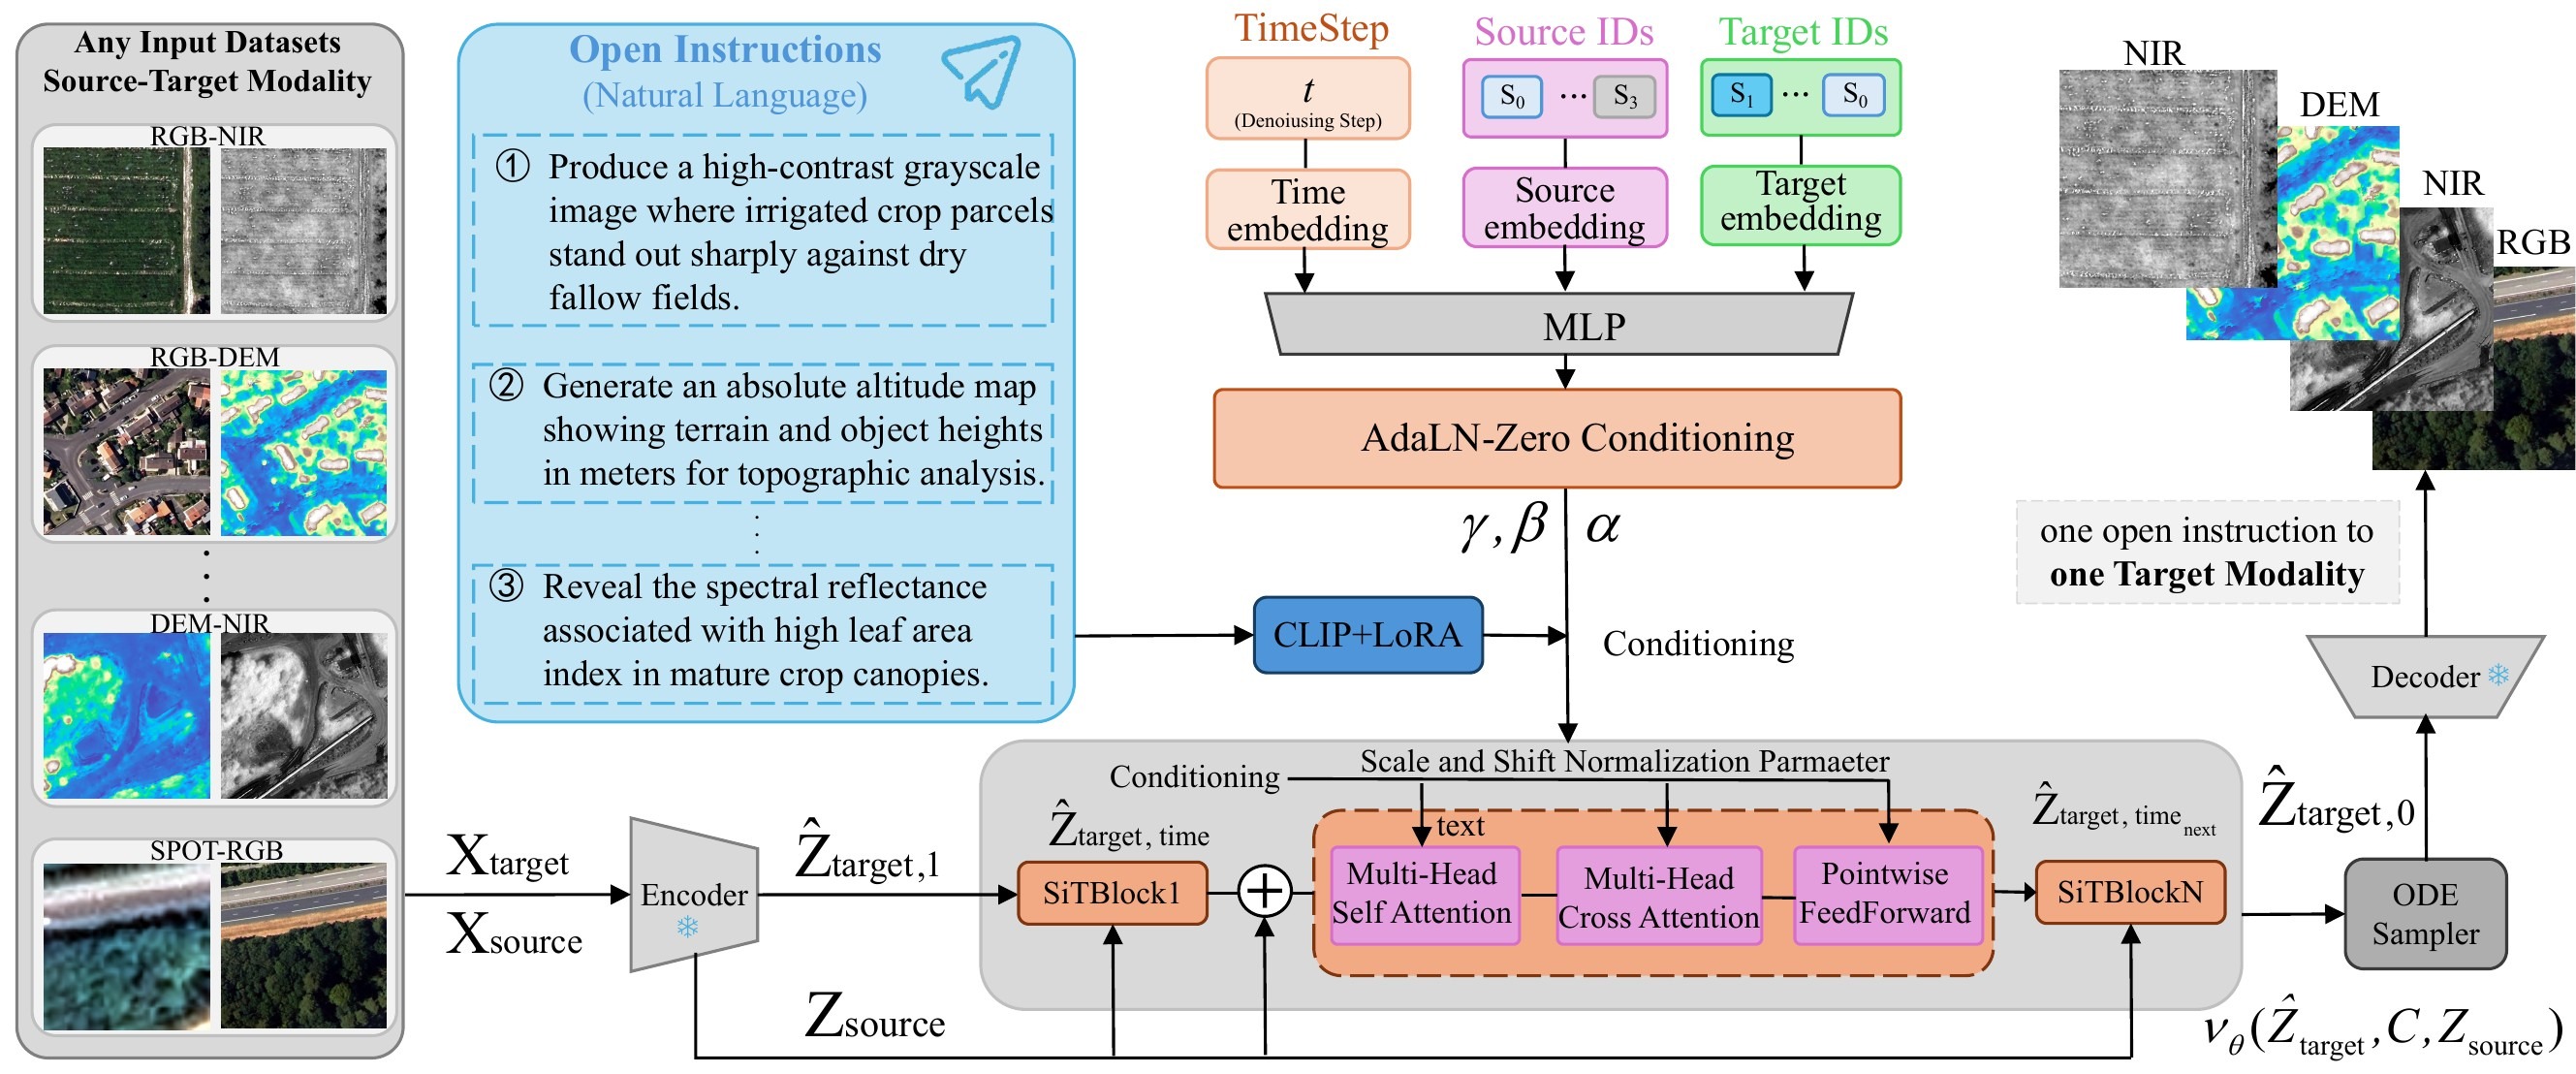 Any Input Datasets
Source-Target Modality
RGB-NIR
RGB-DEM
DEM-NIR
SPOT-RGB
Open Instructions
(Natural Language)
① Produce a high-contrast grayscale
image where irrigated crop parcels
stand out sharply against dry
fallow fields.
② Generate an absolute altitude map
showing terrain and object heights
in meters for topographic analysis.
③ Reveal the spectral reflectance
associated with high leaf area
index in mature crop canopies.
TimeStep
t
(Denoiusing Step)
Time
embedding
Source IDs
S0 ... S3
Source
embedding
Target IDs
S1 ... S0
Target
embedding
MLP
AdaLN-Zero Conditioning
γ, β α
CLIP+LoRA
Conditioning
Xtarget
Xsource
Encoder
Ẑtarget,1
Zsource
Scale and Shift Normalization Parmaeter
Conditioning
Ẑtarget, time
SiTBlock1
text
Multi-Head
Self Attention
Multi-Head
Cross Attention
Pointwise
FeedForward
Ẑtarget, timenext
SiTBlockN
ODE
Sampler
νθ(Ẑtarget, C, Zsource)
Ẑtarget,0
Decoder
one open instruction to
one Target Modality
NIR
DEM
NIR
RGB